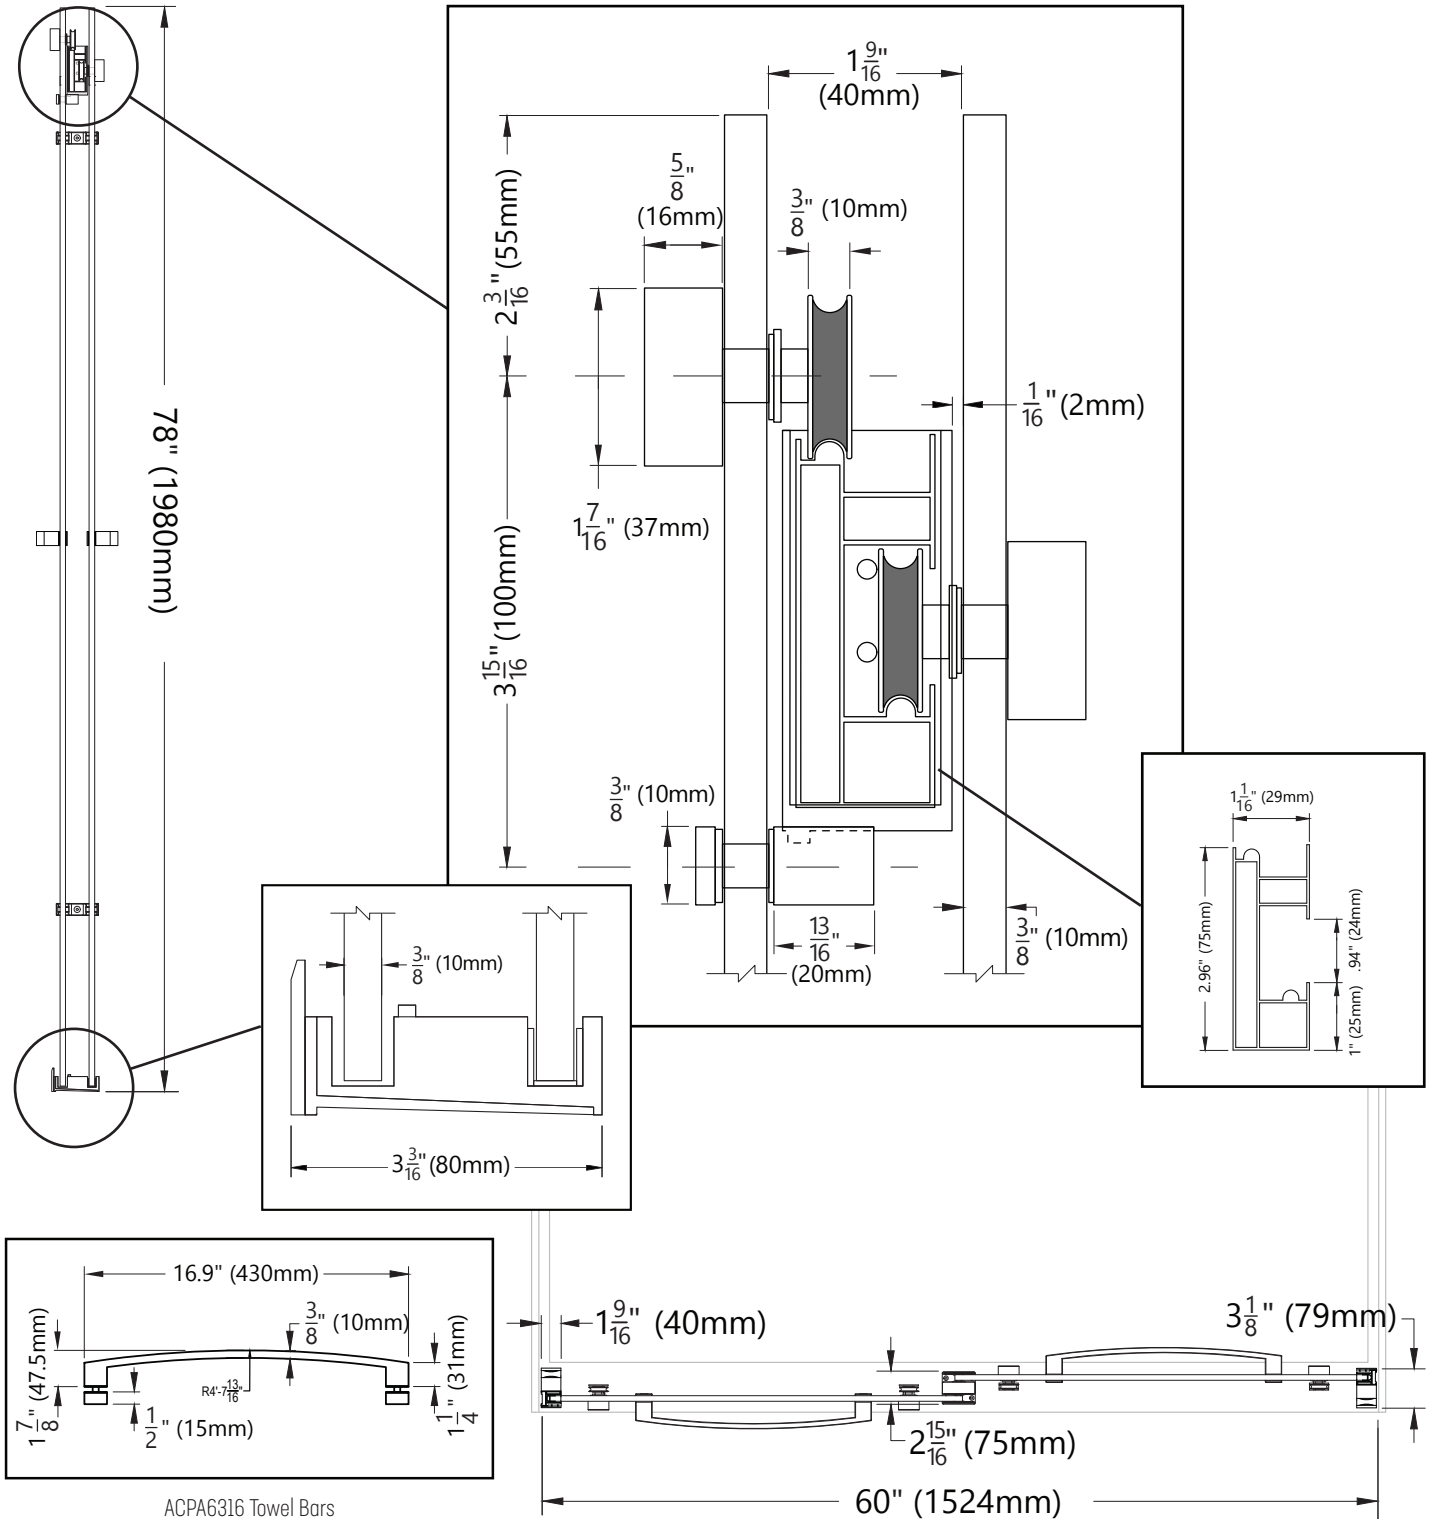 78" (1980mm)
1 9/16"
(40mm)
2 3/16" (55mm)
5/8"
(16mm)
3/8" (10mm)
1/16" (2mm)
1 7/16" (37mm)
3 15/16" (100mm)
3/8" (10mm)
13/16"
(20mm)
3/8" (10mm)
1 1/16" (29mm)
2.96" (75mm)
.94" (24mm)
1" (25mm)
3/8" (10mm)
3 3/16" (80mm)
16.9" (430mm)
3/8" (10mm)
1 7/8" (47.5mm)
R4'-7 13/16"
1/2" (15mm)
1 1/4" (31mm)
ACPA6316 Towel Bars
1 9/16" (40mm)
3 1/8" (79mm)
2 15/16" (75mm)
60" (1524mm)